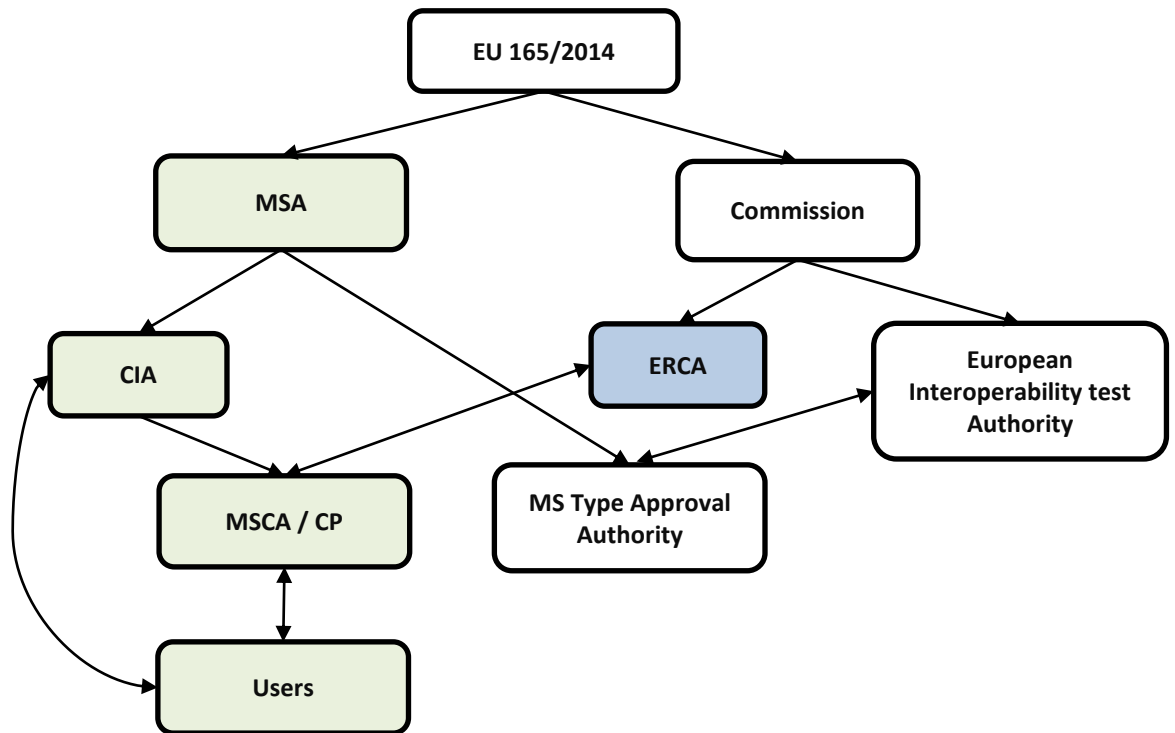 EU 165/2014
MSA
Commission
CIA
ERCA
European
Interoperability test
Authority
MSCA / CP
MS Type Approval
Authority
Users